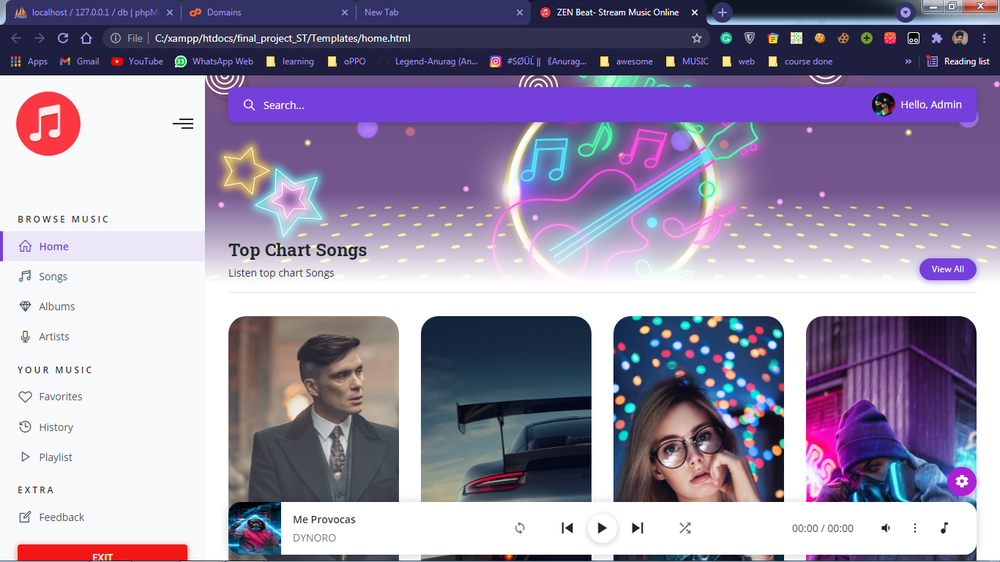 localhost / 127.0.0.1 / db | phpMy
Domains
New Tab
ZEN Beat- Stream Music Online
File
C:/xampp/htdocs/final_project_ST/Templates/home.html
Apps
Gmail
YouTube
23
WhatsApp Web
learning
oPPO
Legend-Anurag (An...
#SØÜĹ || 《Anurag...
awesome
MUSIC
web
course done
»
Reading list
Search...
Hello, Admin
BROWSE MUSIC
Home
Songs
Albums
Artists
YOUR MUSIC
Favorites
History
Playlist
EXTRA
Feedback
EXIT
Top Chart Songs
Listen top chart Songs
View All
Me Provocas
DYNORO
00:00 / 00:00